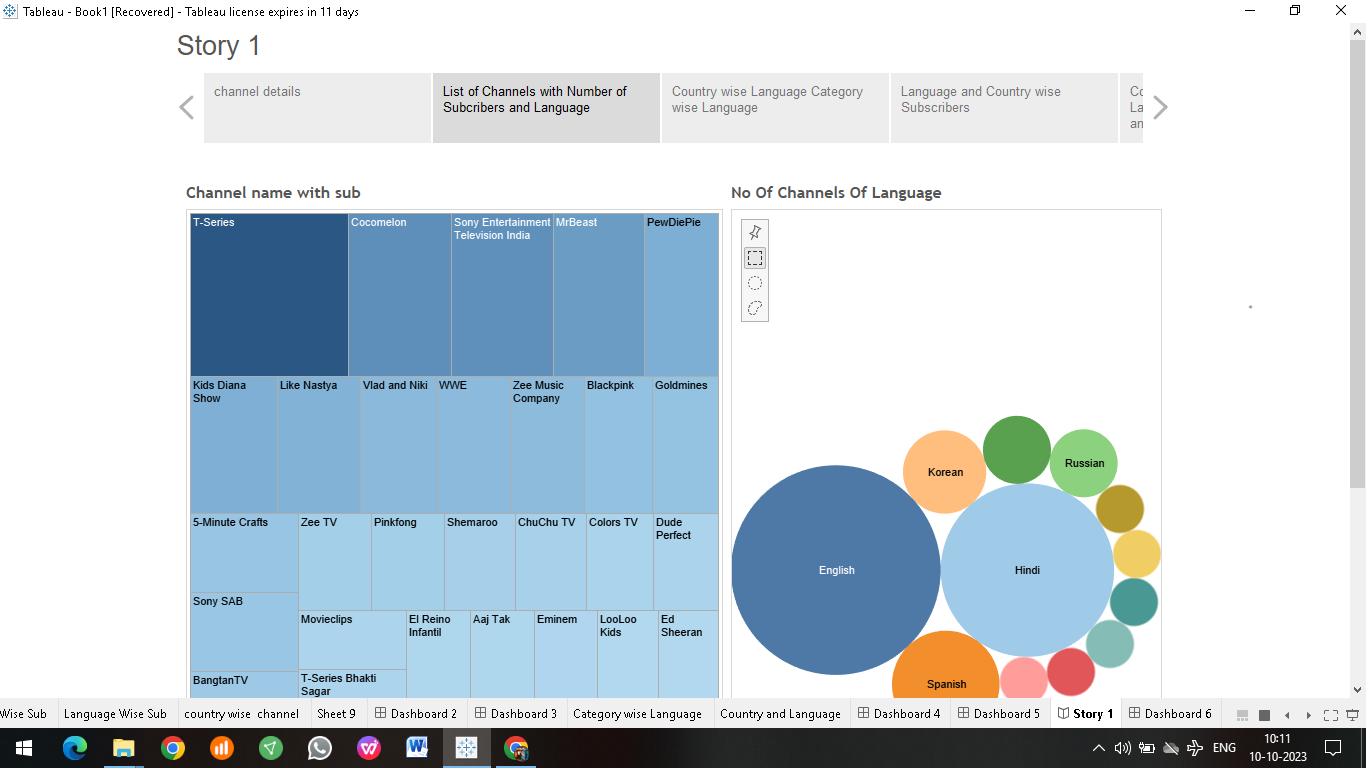 Tableau - Book1 [Recovered] - Tableau license expires in 11 days
Story 1
channel details
List of Channels with Number of
Subcribers and Language
Country wise Language Category
wise Language
Language and Country wise
Subscribers
Co
La
an
Channel name with sub
No Of Channels Of Language
T-Series
Cocomelon
Sony Entertainment
Television India
MrBeast
PewDiePie
Kids Diana
Show
Like Nastya
Vlad and Niki
WWE
Zee Music
Company
Blackpink
Goldmines
5-Minute Crafts
Zee TV
Pinkfong
Shemaroo
ChuChu TV
Colors TV
Dude
Perfect
Sony SAB
Movieclips
El Reino
Infantil
Aaj Tak
Eminem
LooLoo
Kids
Ed
Sheeran
BangtanTV
T-Series Bhakti
Sagar
Korean
Russian
English
Hindi
Spanish
Wise Sub
Language Wise Sub
country wise channel
Sheet 9
Dashboard 2
Dashboard 3
Category wise Language
Country and Language
Dashboard 4
Dashboard 5
Story 1
Dashboard 6
ENG
10:11
10-10-2023